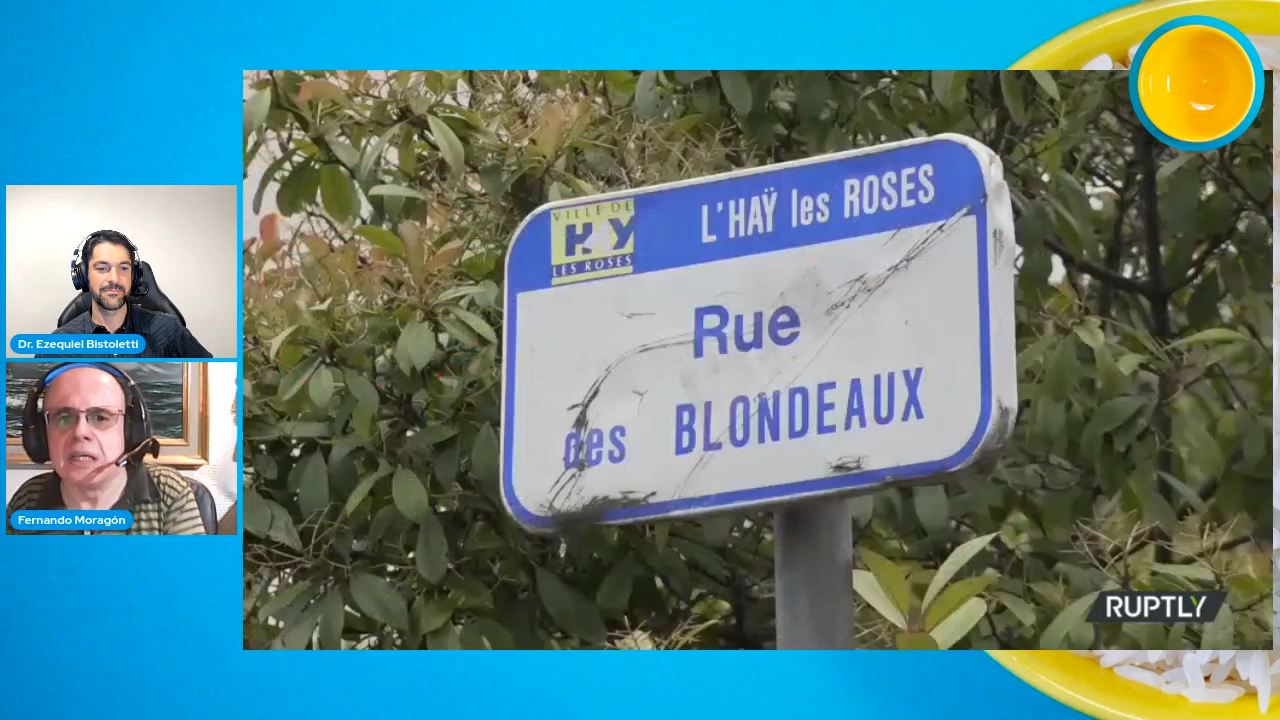 VILLE DE
HAY
LES ROSES
L'HAŸ les ROSES
Rue
des BLONDEAUX
Dr. Ezequiel Bistoletti
Fernando Moragón
RUPTLY